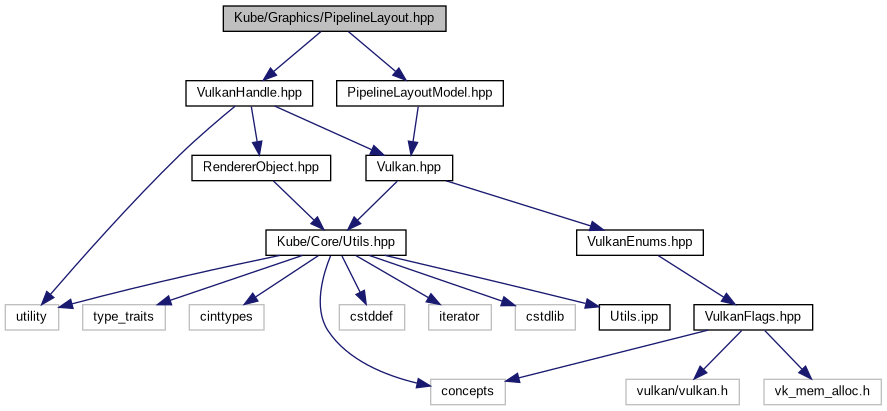 Kube/Graphics/PipelineLayout.hpp
VulkanHandle.hpp
PipelineLayoutModel.hpp
RendererObject.hpp
Vulkan.hpp
Kube/Core/Utils.hpp
VulkanEnums.hpp
utility
type_traits
cinttypes
cstddef
iterator
cstdlib
Utils.ipp
VulkanFlags.hpp
concepts
vulkan/vulkan.h
vk_mem_alloc.h